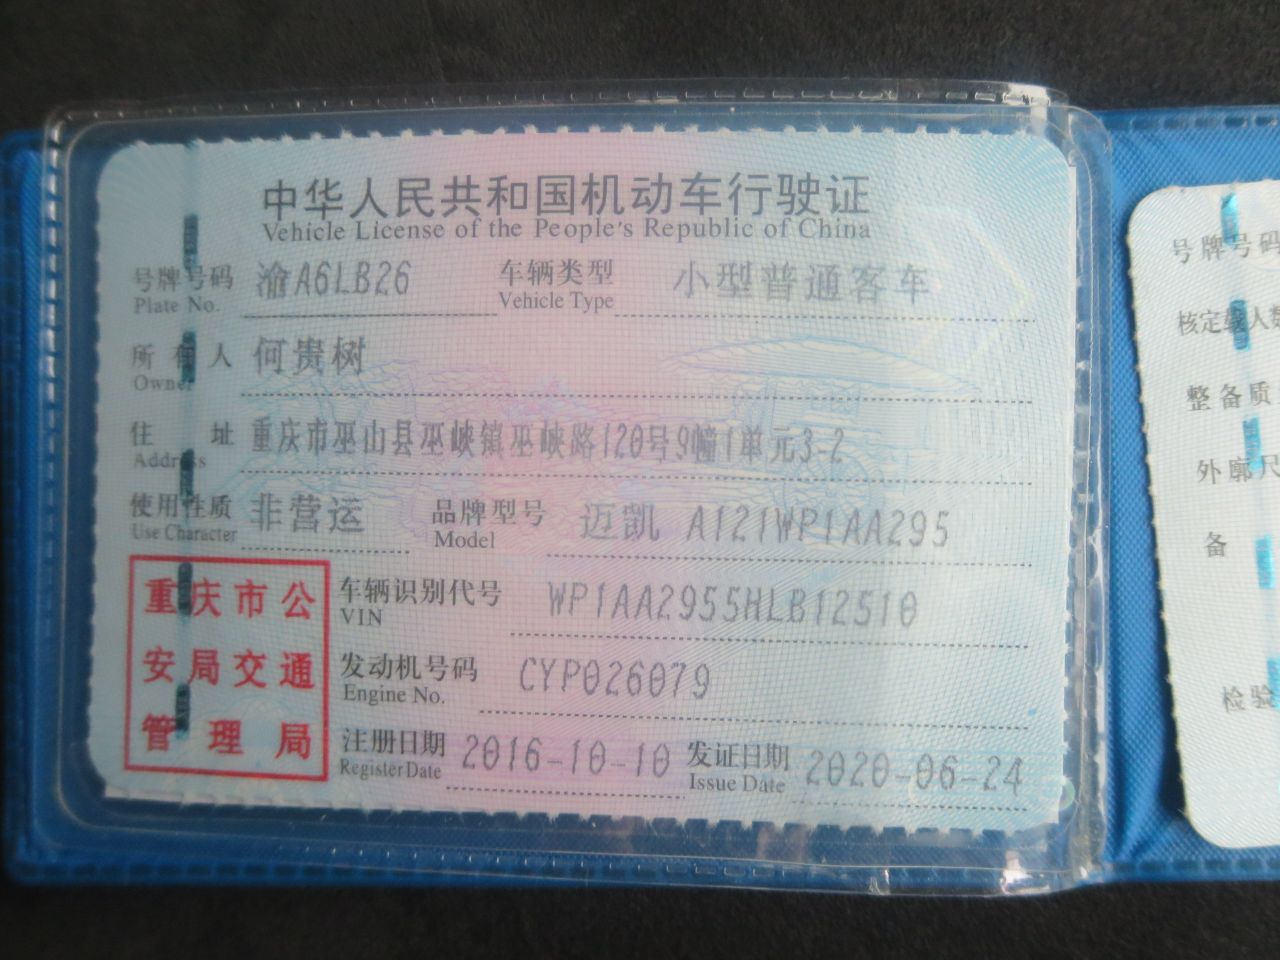 中华人民共和国机动车行驶证
Vehicle License of the People's Republic of China
号牌号码 渝A6LB26 车辆类型 小型普通客车
Plate No. Vehicle Type
所有人 何贵树
Owner
住址 重庆市巫山县巫峡镇巫峡路120号9幢1单元3-2
Address
使用性质 非营运 品牌型号 迈凯 A121WP1AA295
Use Character Model
车辆识别代号 WP1AA2955HLB12510
VIN
发动机号码 CYP026079
Engine No.
注册日期 2016-10-10 发证日期 2020-06-24
Register Date Issue Date
重庆市公
安局交通
管理局
号牌号码
核定载人数
整备质
外廓尺
备
检验